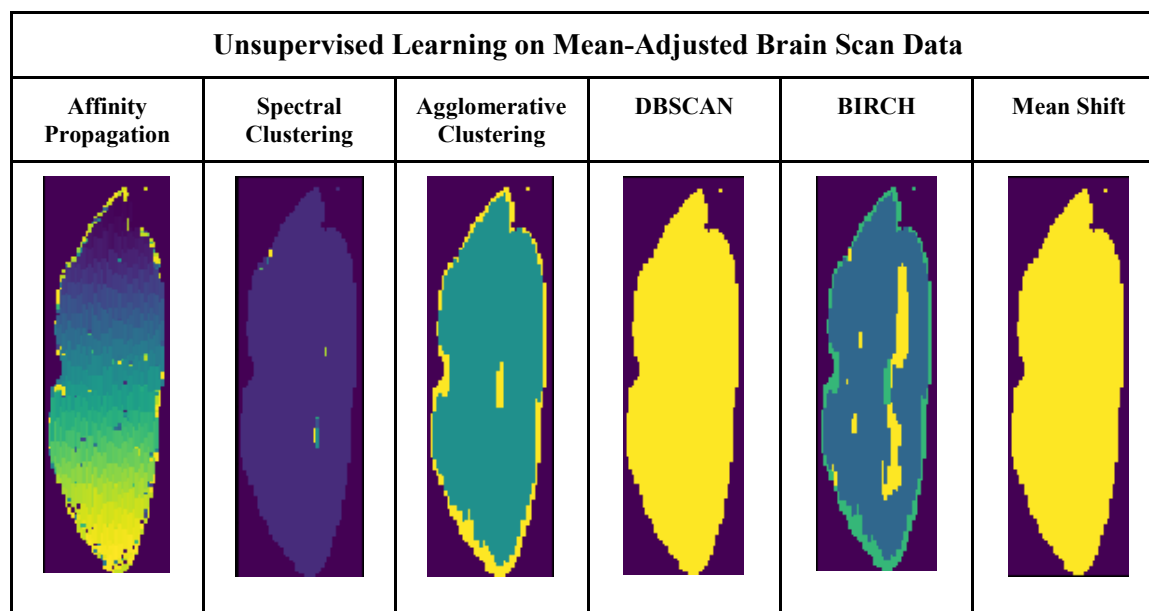 Unsupervised Learning on Mean-Adjusted Brain Scan Data
Affinity
Propagation
Spectral
Clustering
Agglomerative
Clustering
DBSCAN
BIRCH
Mean Shift